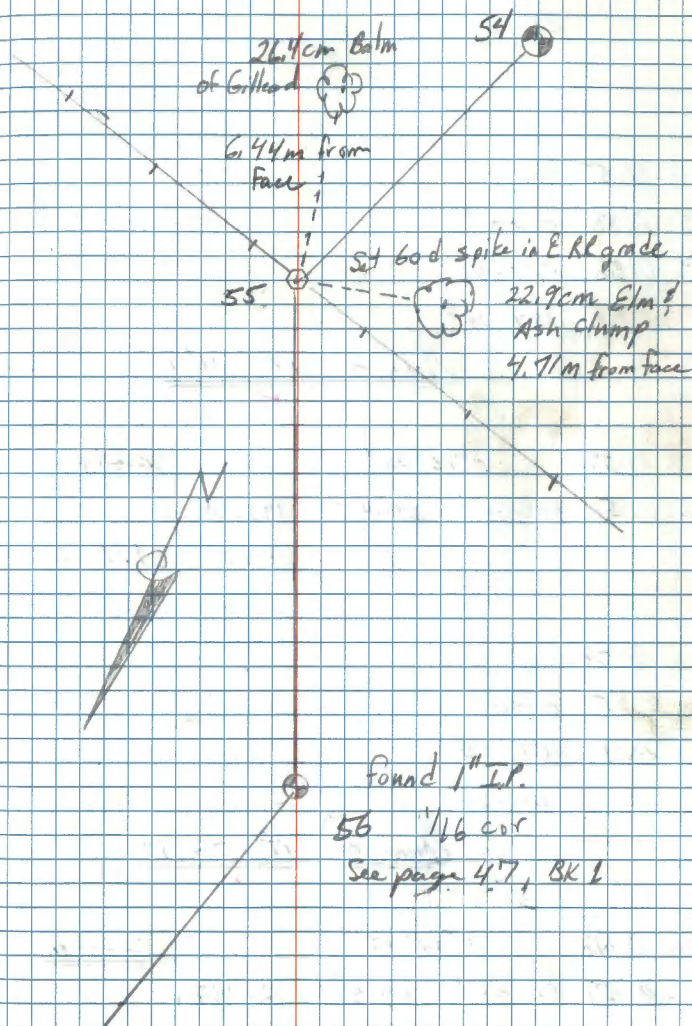 54
26.4cm Balm
of Gillead
6.44m from
Face
Set 60d spike in ℄ RR grade
55
22.9cm Elm &
Ash clump
4.71m from face
N
found 1" I.P.
56 1/16 cor
See page 47, BK 1